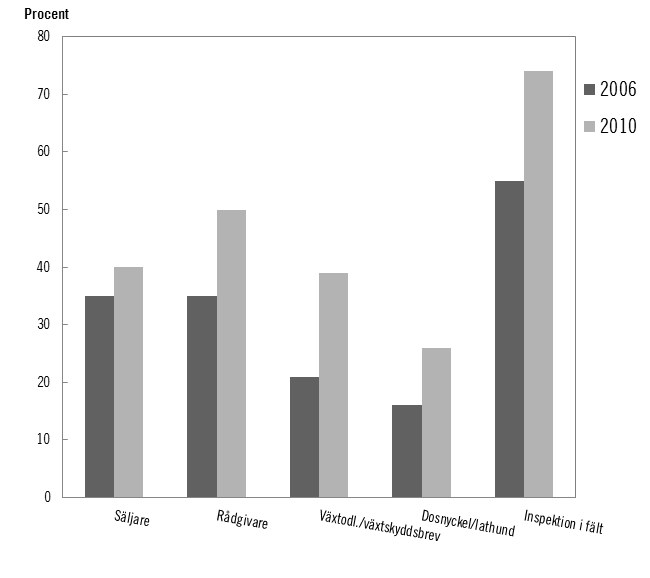 Procent
80
70
60
50
40
30
20
10
0
2006
2010
Säljare
Rådgivare
Växtodl./växtskyddsbrev
Dosnyckel/lathund
Inspektion i fält